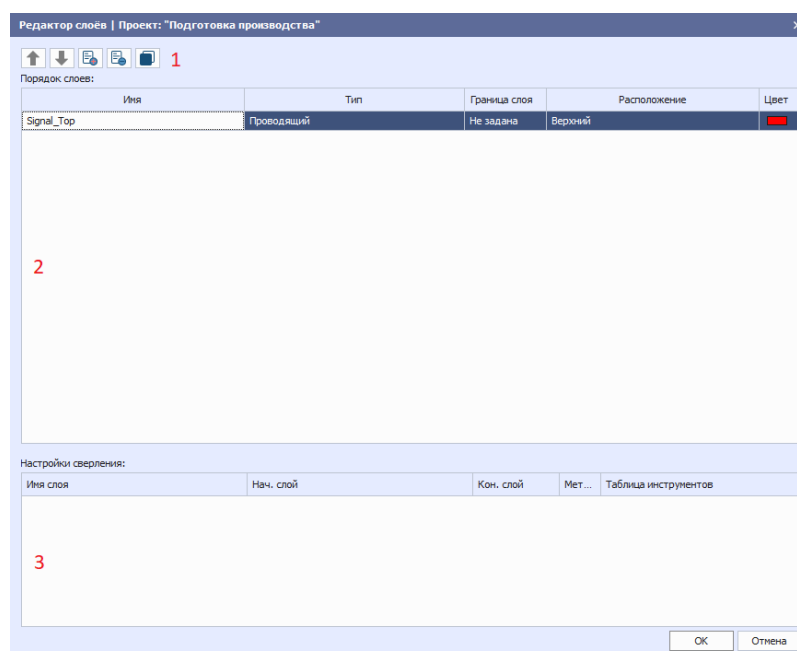 Редактор слоёв | Проект: "Подготовка производства"
1
Порядок слоев:
Имя Тип Граница слоя Расположение Цвет
Signal_Top Проводящий Не задана Верхний
2
Настройки сверления:
Имя слоя Нач. слой Кон. слой Мет... Таблица инструментов
3
OK Отмена